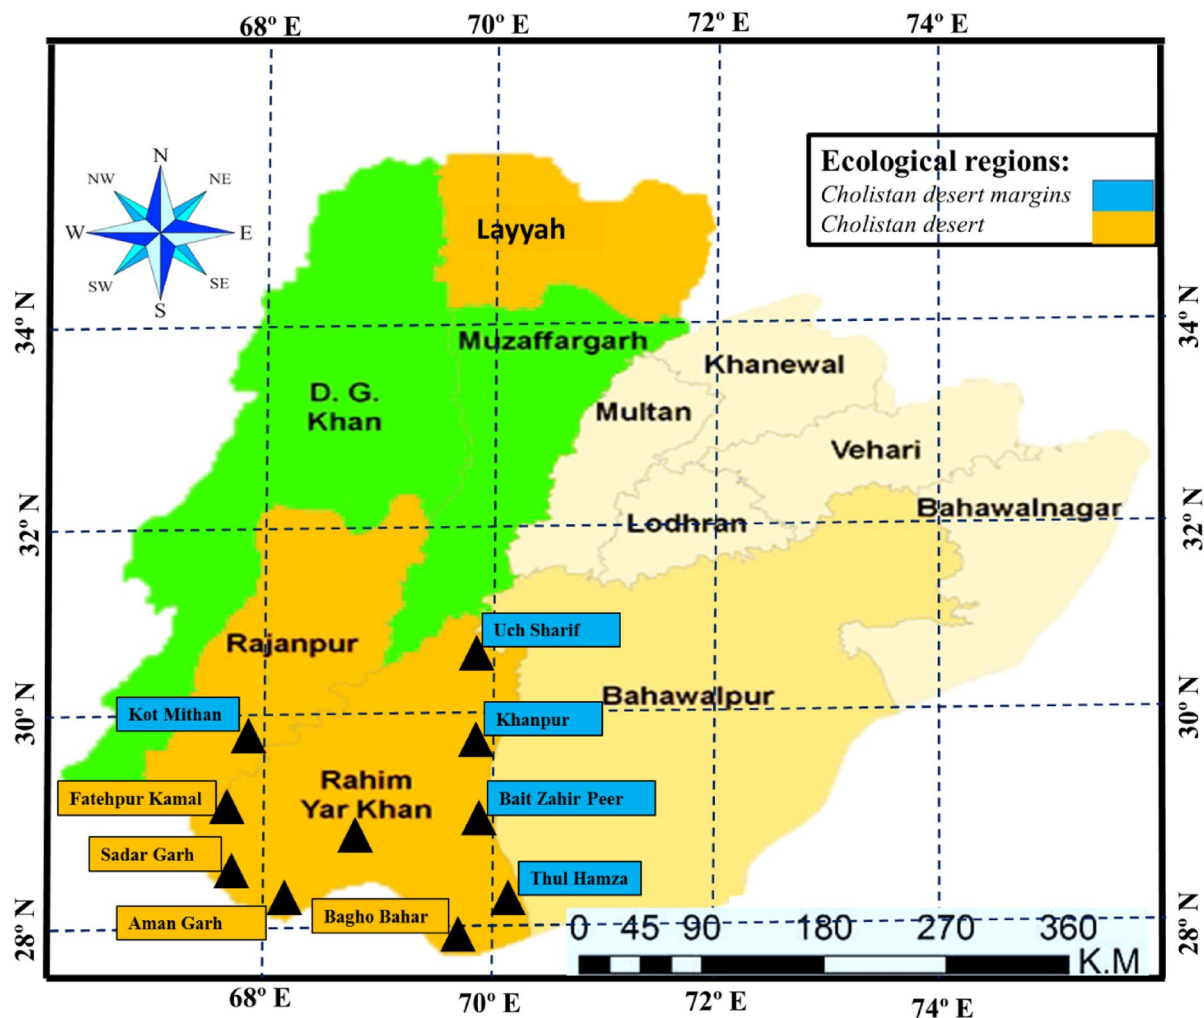 68º E 70º E 72º E 74º E
N
NW NE
W E
SW SE
S
Ecological regions:
Cholistan desert margins
Cholistan desert
Layyah
34º N 34º N
Muzaffargarh
Khanewal
D. G.
Khan
Multan
Vehari
32º N 32º N
Bahawalnagar
Lodhran
Uch Sharif
Rajanpur
Bahawalpur
30º N 30º N
Kot Mithan
Khanpur
Rahim
Yar Khan
Fatehpur Kamal
Bait Zahir Peer
Sadar Garh
Thul Hamza
Aman Garh
Bagho Bahar
28º N 28º N
0 45 90 180 270 360
K.M
68º E 70º E 72º E 74º E